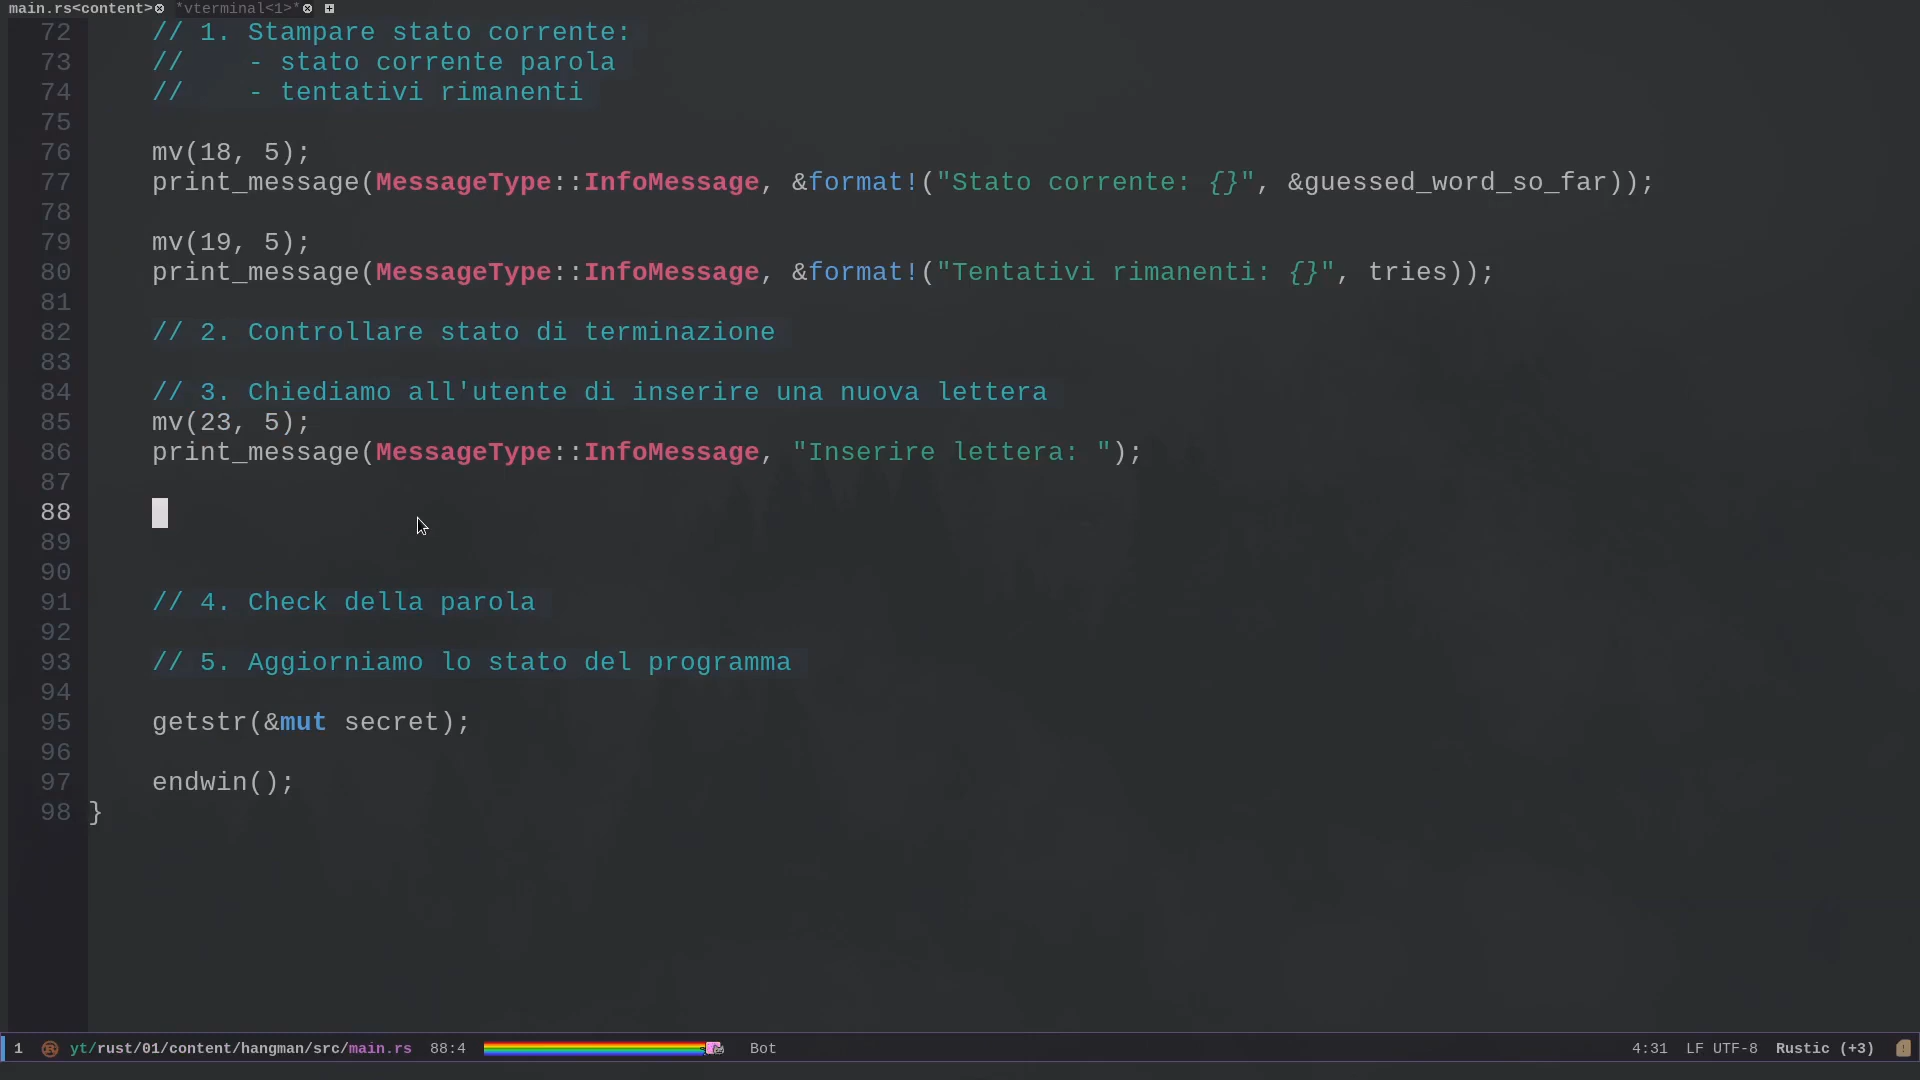 main.rs<content> *vterminal<1>*
72 // 1. Stampare stato corrente:
73 //    - stato corrente parola
74 //    - tentativi rimanenti
75
76 mv(18, 5);
77 print_message(MessageType::InfoMessage, &format!("Stato corrente: {}", &guessed_word_so_far));
78
79 mv(19, 5);
80 print_message(MessageType::InfoMessage, &format!("Tentativi rimanenti: {}", tries));
81
82 // 2. Controllare stato di terminazione
83
84 // 3. Chiediamo all'utente di inserire una nuova lettera
85 mv(23, 5);
86 print_message(MessageType::InfoMessage, "Inserire lettera: ");
87
88
89
90
91 // 4. Check della parola
92
93 // 5. Aggiorniamo lo stato del programma
94
95 getstr(&mut secret);
96
97 endwin();
98 }
1 yt/rust/01/content/hangman/src/main.rs 88:4 Bot 4:31 LF UTF-8 Rustic (+3)